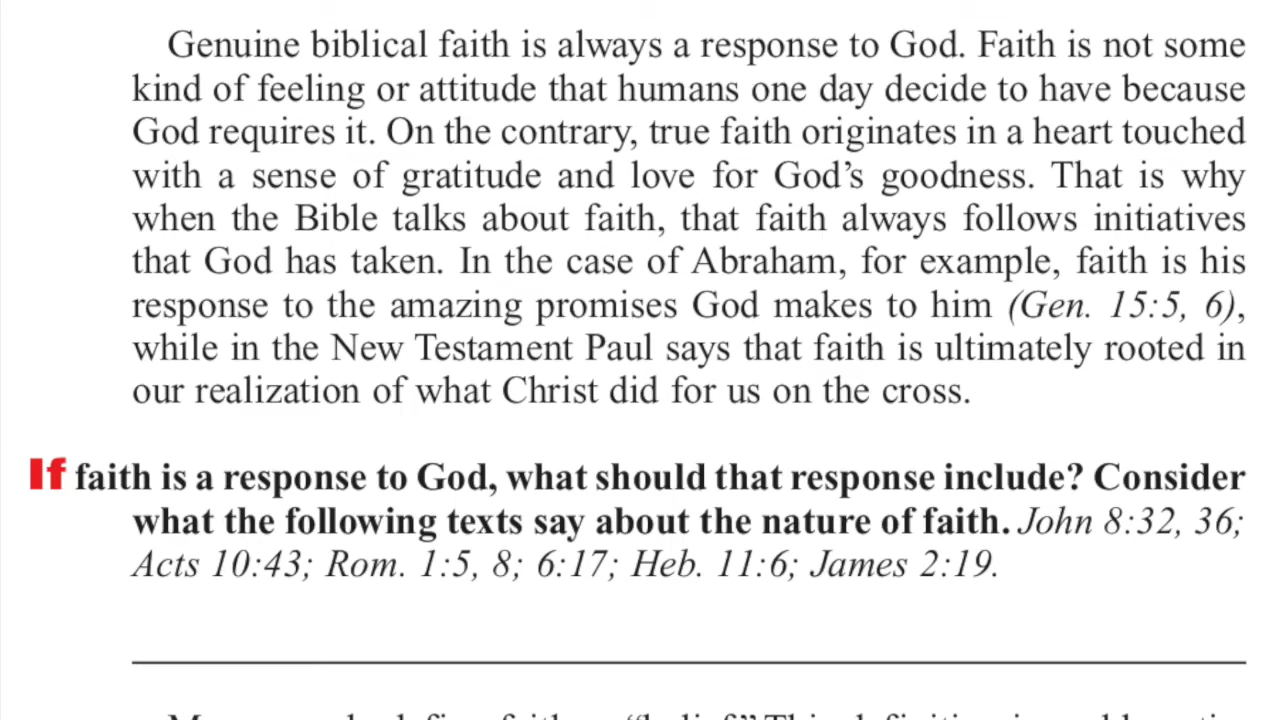 Genuine biblical faith is always a response to God. Faith is not some
kind of feeling or attitude that humans one day decide to have because
God requires it. On the contrary, true faith originates in a heart touched
with a sense of gratitude and love for God’s goodness. That is why
when the Bible talks about faith, that faith always follows initiatives
that God has taken. In the case of Abraham, for example, faith is his
response to the amazing promises God makes to him (Gen. 15:5, 6),
while in the New Testament Paul says that faith is ultimately rooted in
our realization of what Christ did for us on the cross.
If faith is a response to God, what should that response include? Consider
what the following texts say about the nature of faith. John 8:32, 36;
Acts 10:43; Rom. 1:5, 8; 6:17; Heb. 11:6; James 2:19.